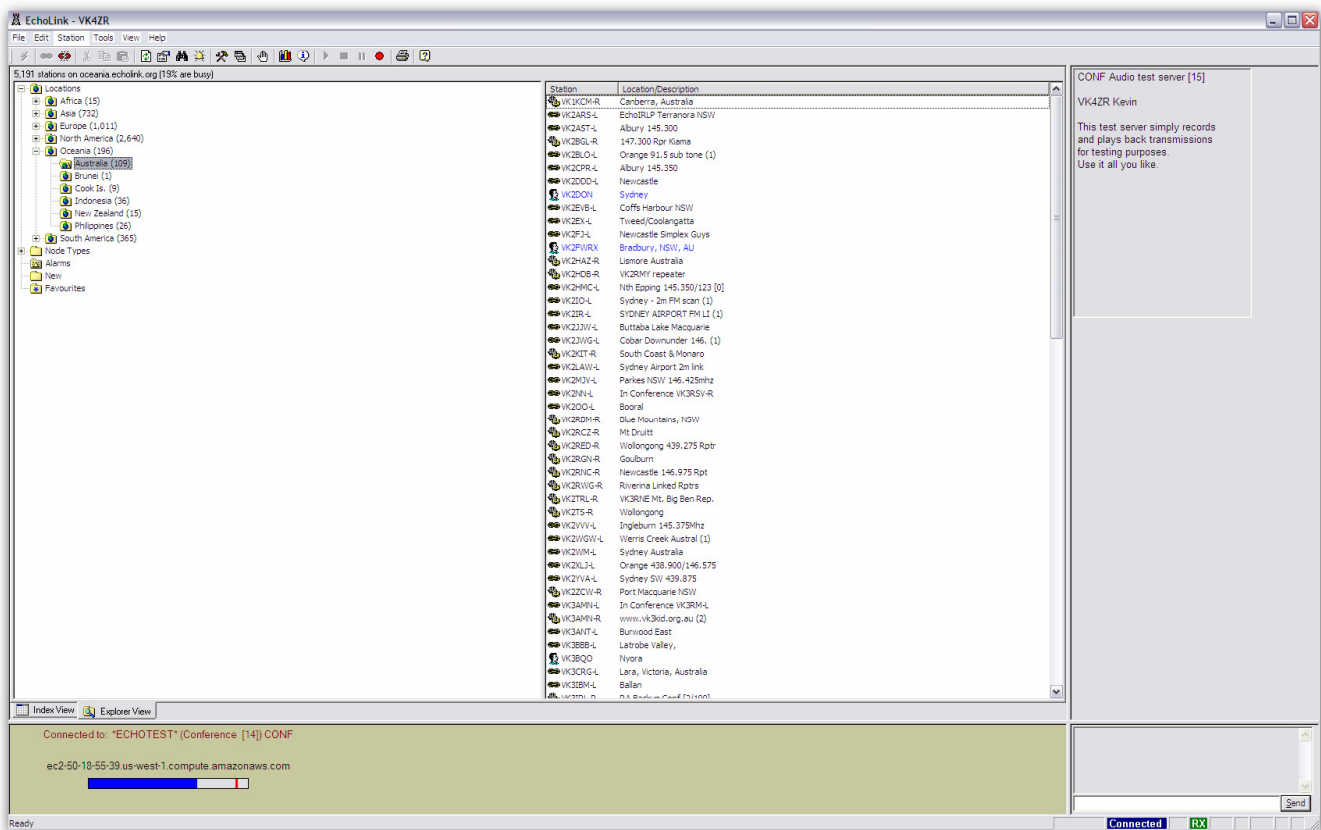 EchoLink - VK4ZR
File Edit Station Tools View Help
5,191 stations on oceania.echolink.org (19% are busy)
Locations
Africa (15)
Asia (732)
Europe (1,011)
North America (2,640)
Oceania (196)
Australia (109)
Brunei (1)
Cook Is. (9)
Indonesia (36)
New Zealand (15)
Philippines (26)
South America (365)
Node Types
Alarms
New
Favourites
Station Location/Description
VK1KCM-R Canberra, Australia
VK2ARS-L EchoIRLP Terranora NSW
VK2AST-L Albury 145.300
VK2BGL-R 147.300 Rpr Kiama
VK2BLO-L Orange 91.5 sub tone (1)
VK2CPR-L Albury 145.350
VK2DDD-L Newcastle
VK2DON Sydney
VK2EVB-L Coffs Harbour NSW
VK2EX-L Tweed/Coolangatta
VK2FJ-L Newcastle Simplex Guys
VK2FWRX Bradbury, NSW, AU
VK2HAZ-R Lismore Australia
VK2HDB-R VK2RMY repeater
VK2HMC-L Nth Epping 145.350/123 [0]
VK2IO-L Sydney - 2m FM scan (1)
VK2IR-L SYDNEY AIRPORT FM LI (1)
VK2JJW-L Buttaba Lake Macquarie
VK2JWG-L Cobar Downunder 146. (1)
VK2KIT-R South Coast & Monaro
VK2LAW-L Sydney Airport 2m link
VK2MJV-L Parkes NSW 146.425mhz
VK2NN-L In Conference VK3RSV-R
VK2OO-L Booral
VK2RBM-R Blue Mountains, NSW
VK2RCZ-R Mt Druitt
VK2RED-R Wollongong 439.275 Rptr
VK2RGN-R Goulburn
VK2RNC-R Newcastle 146.975 Rpt
VK2RWG-R Riverina Linked Rptrs
VK2TRL-R VK3RNE Mt. Big Ben Rep.
VK2TS-R Wollongong
VK2VVV-L Ingleburn 145.375Mhz
VK2WGW-L Werris Creek Austral (1)
VK2WM-L Sydney Australia
VK2XLJ-L Orange 438.900/146.575
VK2YVA-L Sydney SW 439.875
VK2ZCW-R Port Macquarie NSW
VK3AMN-L In Conference VK3RM-L
VK3AMN-R www.vk3kid.org.au (2)
VK3ANT-L Burwood East
VK3BBB-L Latrobe Valley,
VK3BQO Nyora
VK3CRG-L Lara, Victoria, Australia
VK3IBM-L Ballan
CONF Audio test server [15]
VK4ZR Kevin
This test server simply records
and plays back transmissions
for testing purposes.
Use it all you like.
Index View Explorer View
Connected to: *ECHOTEST* (Conference [14]) CONF
ec2-50-18-55-39.us-west-1.compute.amazonaws.com
Send
Ready Connected RX